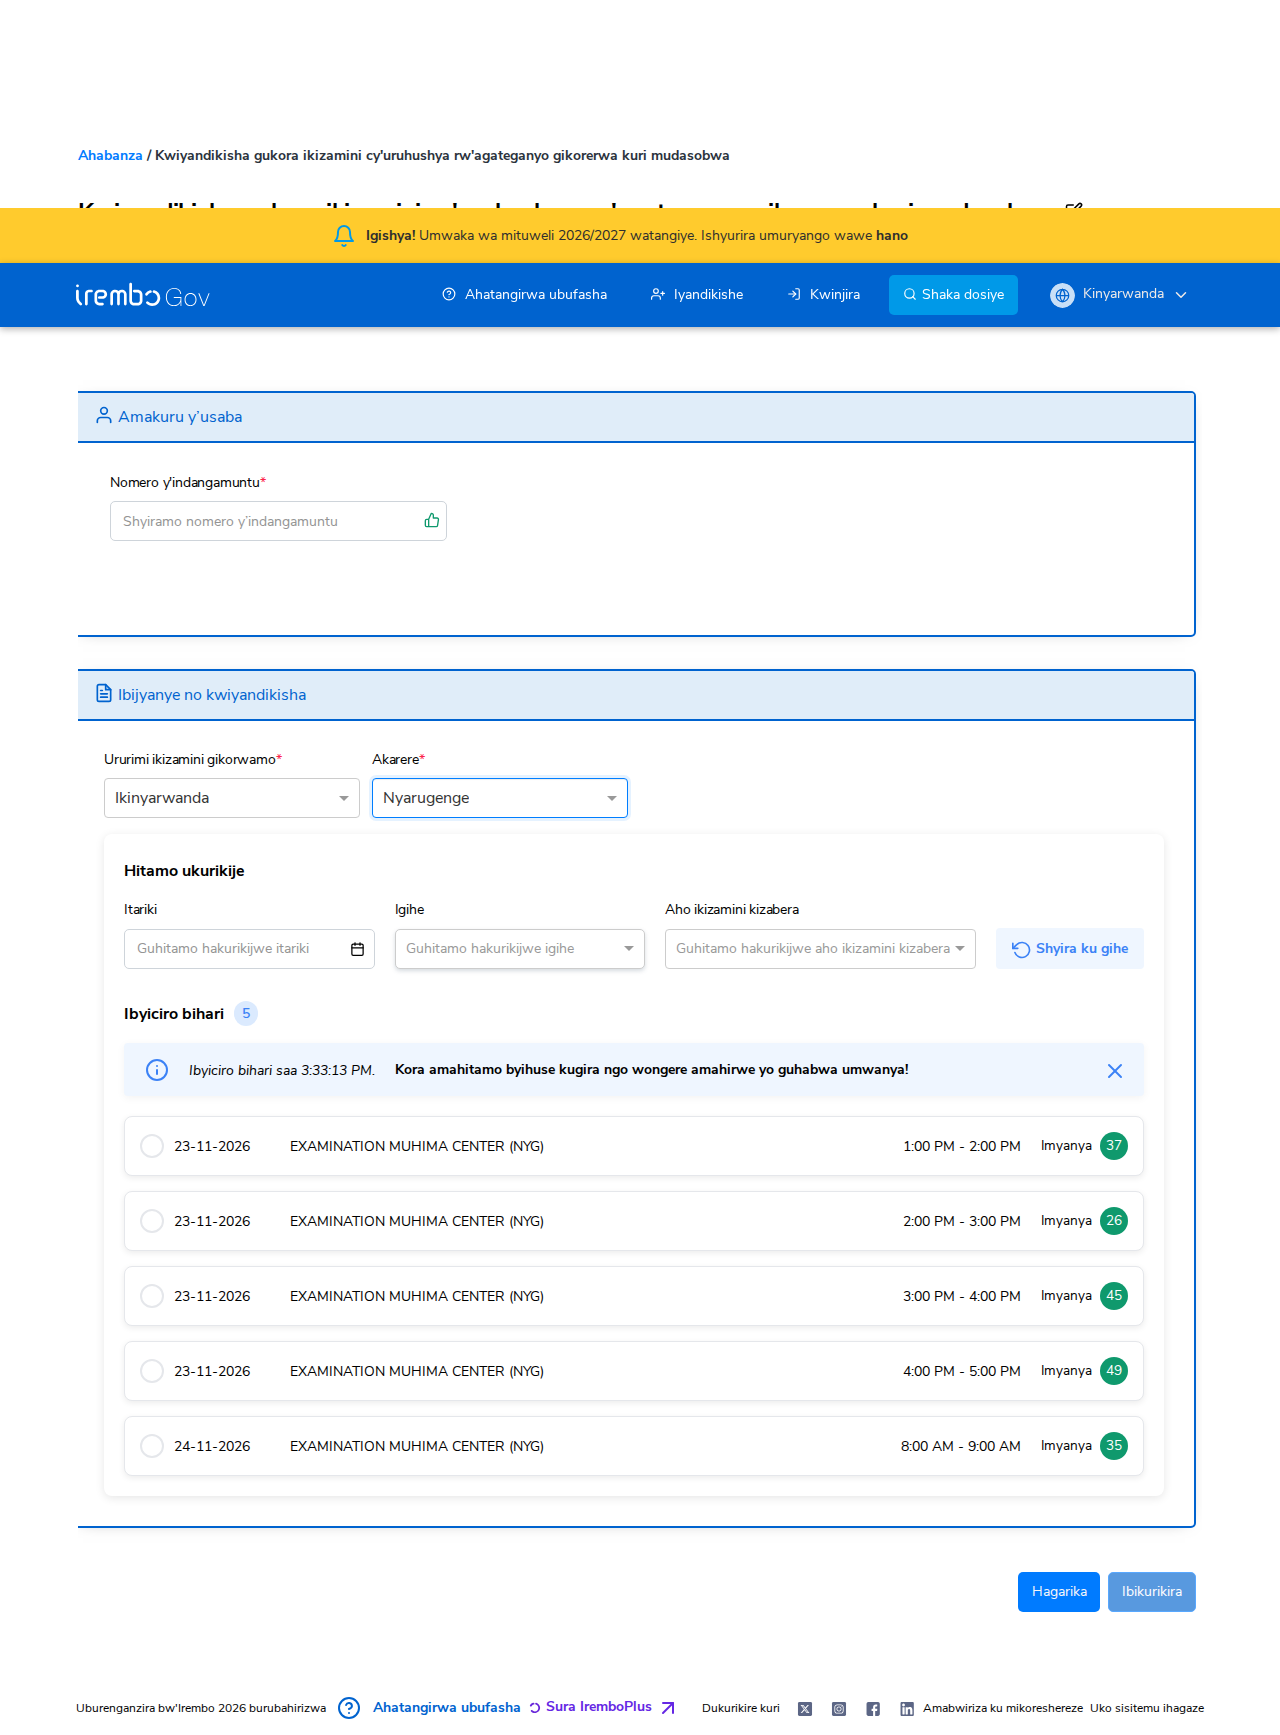 Ahabanza / Kwiyandikisha gukora ikizamini cy'uruhushya rw'agateganyo gikorerwa kuri mudasobwa
Igishya! Umwaka wa mituweli 2026/2027 watangiye. Ishyurira umuryango wawe hano
irembo Gov
Ahatangirwa ubufasha
Iyandikishe
Kwinjira
Shaka dosiye
Kinyarwanda
Amakuru y’usaba
Nomero y'indangamuntu*
Shyiramo nomero y’indangamuntu
Ibijyanye no kwiyandikisha
Ururimi ikizamini gikorwamo* Akarere*
Ikinyarwanda Nyarugenge
Hitamo ukurikije
Itariki Igihe Aho ikizamini kizabera
Guhitamo hakurikijwe itariki Guhitamo hakurikijwe igihe Guhitamo hakurikijwe aho ikizamini kizabera Shyira ku gihe
Ibyiciro bihari 5
Ibyiciro bihari saa 3:33:13 PM. Kora amahitamo byihuse kugira ngo wongere amahirwe yo guhabwa umwanya!
23-11-2026 EXAMINATION MUHIMA CENTER (NYG) 1:00 PM - 2:00 PM Imyanya 37
23-11-2026 EXAMINATION MUHIMA CENTER (NYG) 2:00 PM - 3:00 PM Imyanya 26
23-11-2026 EXAMINATION MUHIMA CENTER (NYG) 3:00 PM - 4:00 PM Imyanya 45
23-11-2026 EXAMINATION MUHIMA CENTER (NYG) 4:00 PM - 5:00 PM Imyanya 49
24-11-2026 EXAMINATION MUHIMA CENTER (NYG) 8:00 AM - 9:00 AM Imyanya 35
Hagarika Ibikurikira
Uburenganzira bw'Irembo 2026 burubahirizwa Ahatangirwa ubufasha Sura IremboPlus Dukurikire kuri Amabwiriza ku mikoreshereze Uko sisitemu ihagaze